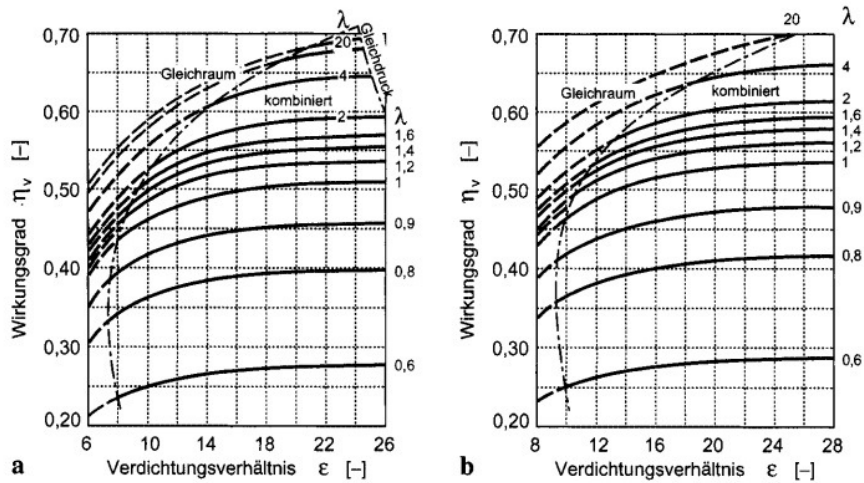 λ
0,70
20
1
Gleichraum
Gleichdruck
4
0,60
kombiniert
2
λ
1,6
1,4
1,2
0,50
1
0,9
0,40
0,8
0,30
0,6
0,20
Wirkungsgrad η_v [–]
6 10 14 18 22 26
a Verdichtungsverhältnis ε [–]
20 λ
0,70
4
Gleichraum
kombiniert
0,60
2
1,6
1,4
1,2
1
0,50
0,9
0,8
0,40
0,30
0,6
0,20
Wirkungsgrad η_v [–]
8 12 16 20 24 28
b Verdichtungsverhältnis ε [–]